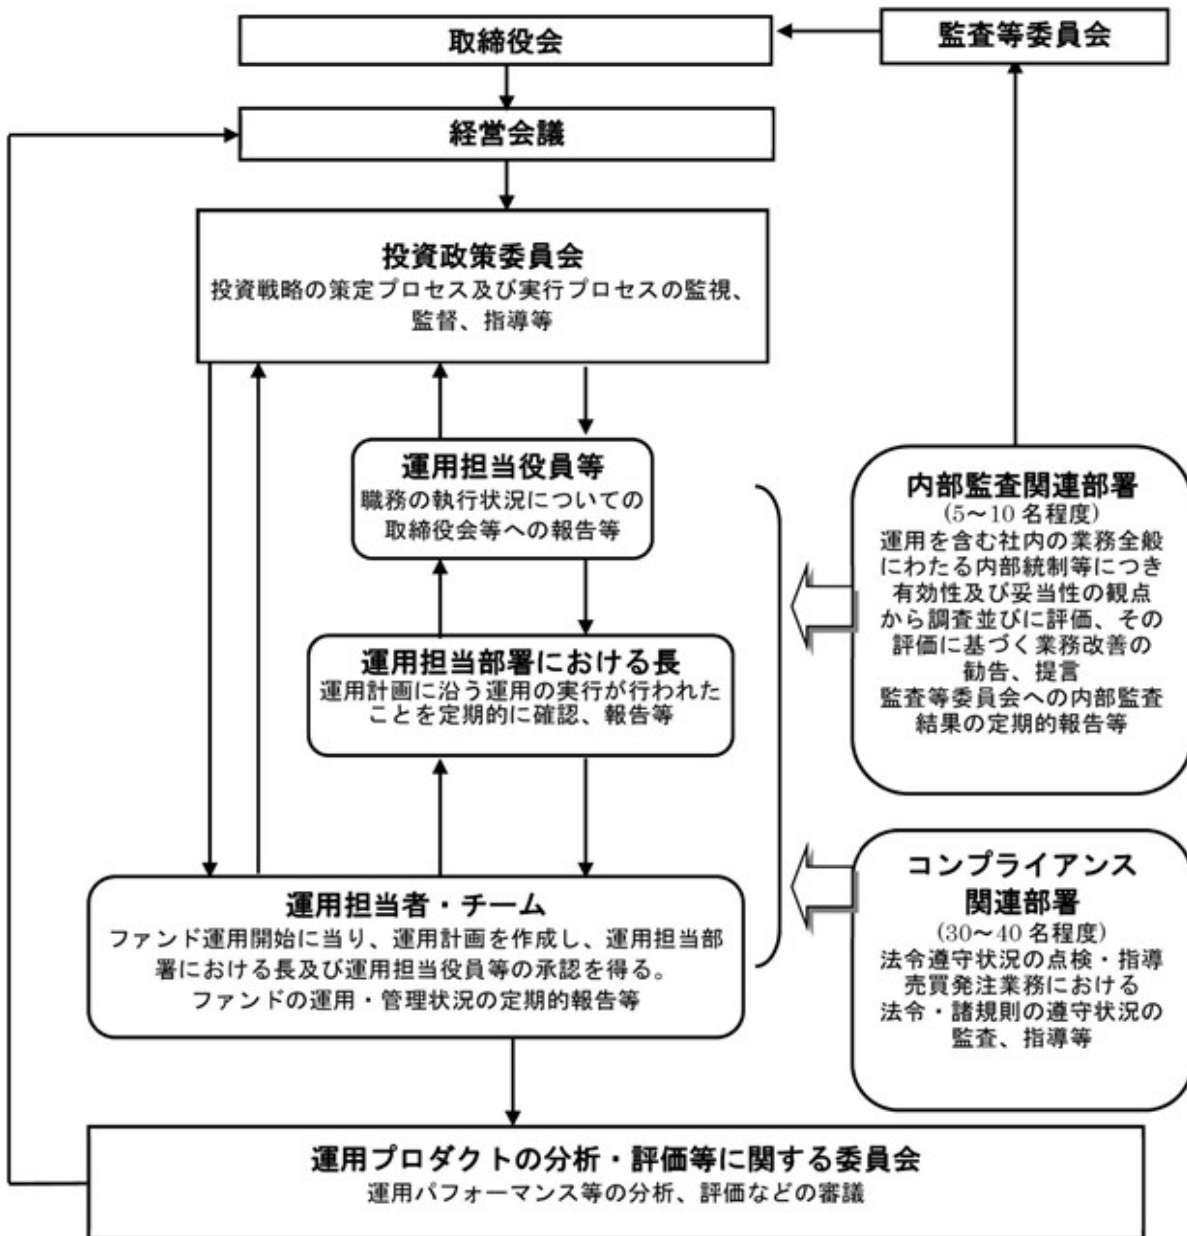 取締役会
監査等委員会
経営会議
投資政策委員会
投資戦略の策定プロセス及び実行プロセスの監視、
監督、指導等
運用担当役員等
職務の執行状況についての
取締役会等への報告等
運用担当部署における長
運用計画に沿う運用の実行が行われた
ことを定期的に確認、報告等
運用担当者・チーム
ファンド運用開始に当り、運用計画を作成し、運用担当部
署における長及び運用担当役員等の承認を得る。
ファンドの運用・管理状況の定期的報告等
内部監査関連部署
(5～10 名程度)
運用を含む社内の業務全般
にわたる内部統制等につき
有効性及び妥当性の観点
から調査並びに評価、その
評価に基づく業務改善の
勧告、提言
監査等委員会への内部監査
結果の定期的報告等
コンプライアンス
関連部署
(30～40 名程度)
法令遵守状況の点検・指導
売買発注業務における
法令・諸規則の遵守状況の
監査、指導等
運用プロダクトの分析・評価等に関する委員会
運用パフォーマンス等の分析、評価などの審議